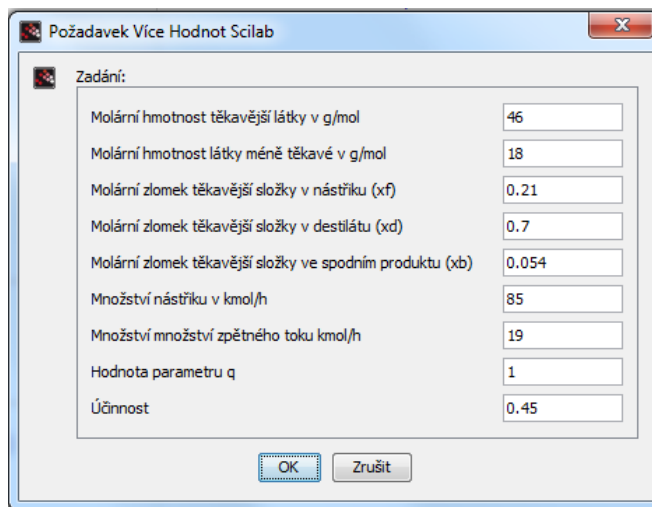 Požadavek Více Hodnot Scilab
Zadání:
Molární hmotnost těkavější látky v g/mol 46
Molární hmotnost látky méně těkavé v g/mol 18
Molární zlomek těkavější složky v nástřiku (xf) 0.21
Molární zlomek těkavější složky v destilátu (xd) 0.7
Molární zlomek těkavější složky ve spodním produktu (xb) 0.054
Množství nástřiku v kmol/h 85
Množství množství zpětného toku kmol/h 19
Hodnota parametru q 1
Účinnost 0.45
OK Zrušit